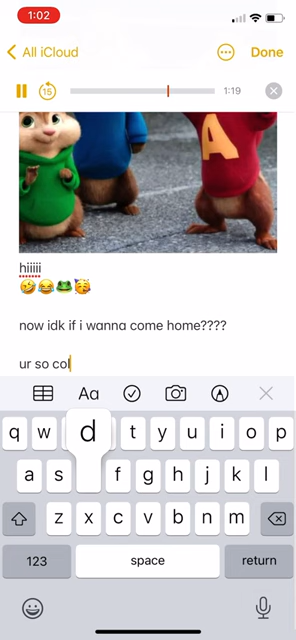 1:02
All iCloud
Done
15
1:19
A
hiiiii
🤣😂🐸🥳
now idk if i wanna come home????
ur so col
Aa
q w d t y u i o p
a s f g h j k l
z x c v b n m
123 space return